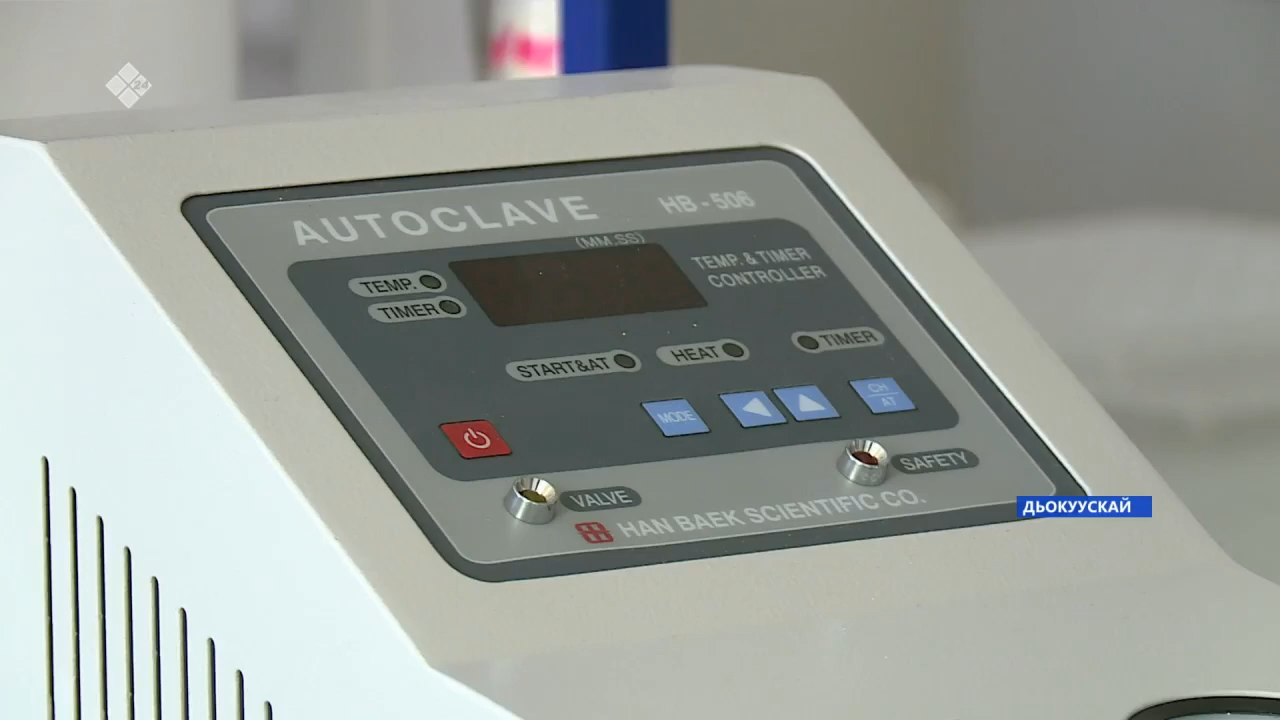 24
AUTOCLAVE
HB - 506
(MM.SS)
TEMP.
TIMER
TEMP. & TIMER
CONTROLLER
START&AT
HEAT
TIMER
MODE
CH
AT
VALVE
SAFETY
HAN BAEK SCIENTIFIC CO.
ДЬОКУУСКАЙ